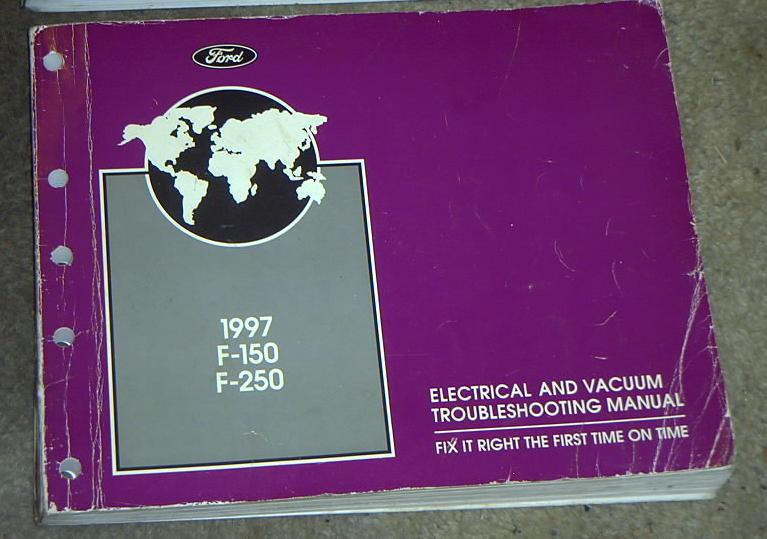 Ford
1997
F-150
F-250
ELECTRICAL AND VACUUM
TROUBLESHOOTING MANUAL
FIX IT RIGHT THE FIRST TIME ON TIME